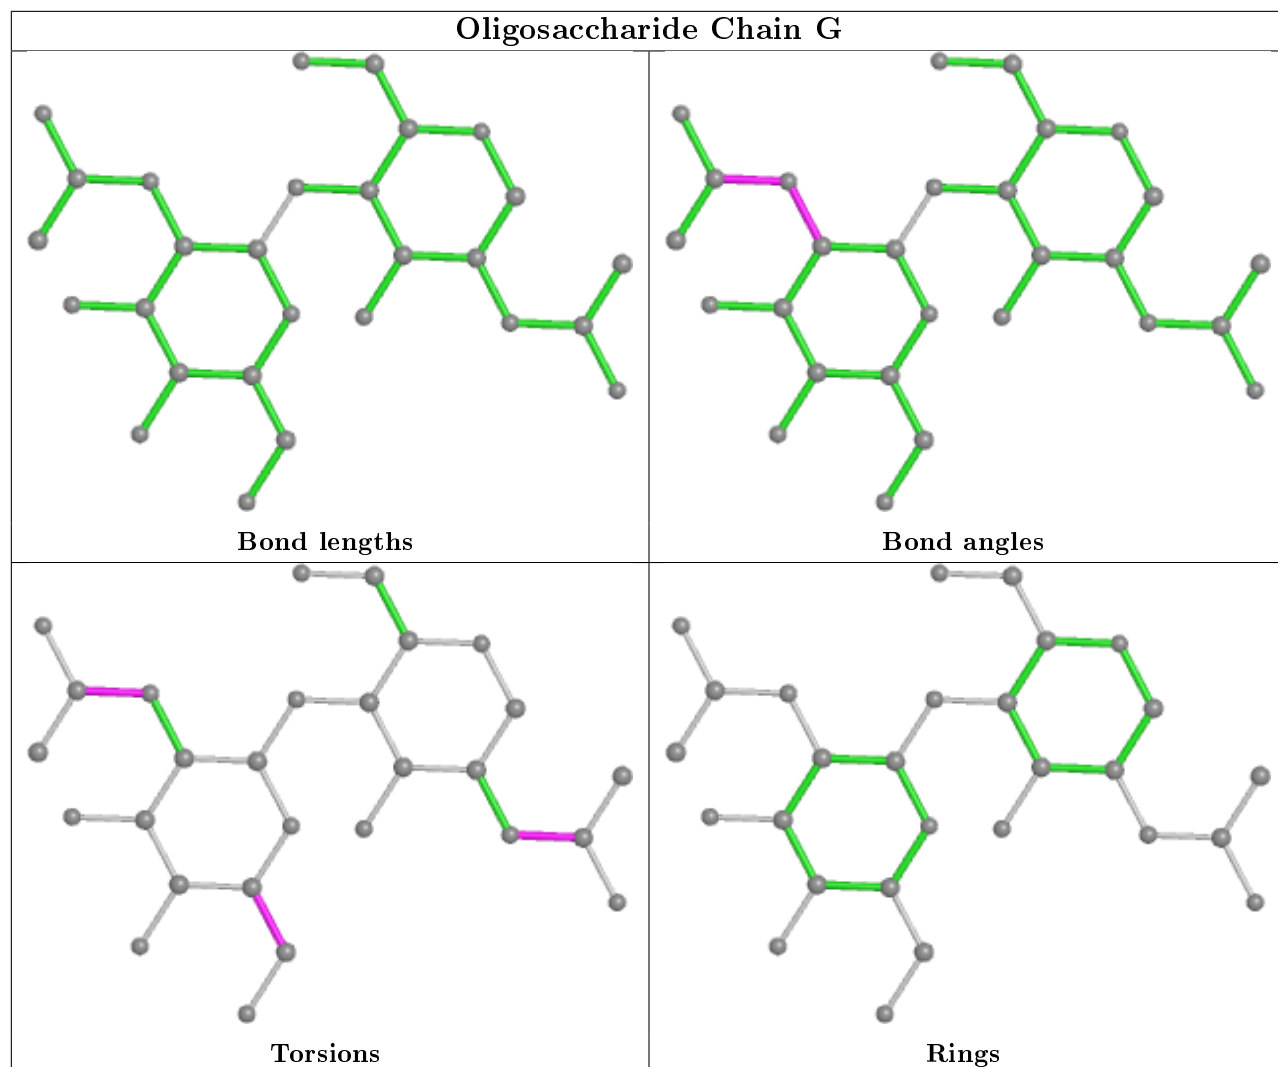 Oligosaccharide Chain G
Bond lengths
Bond angles
Torsions
Rings